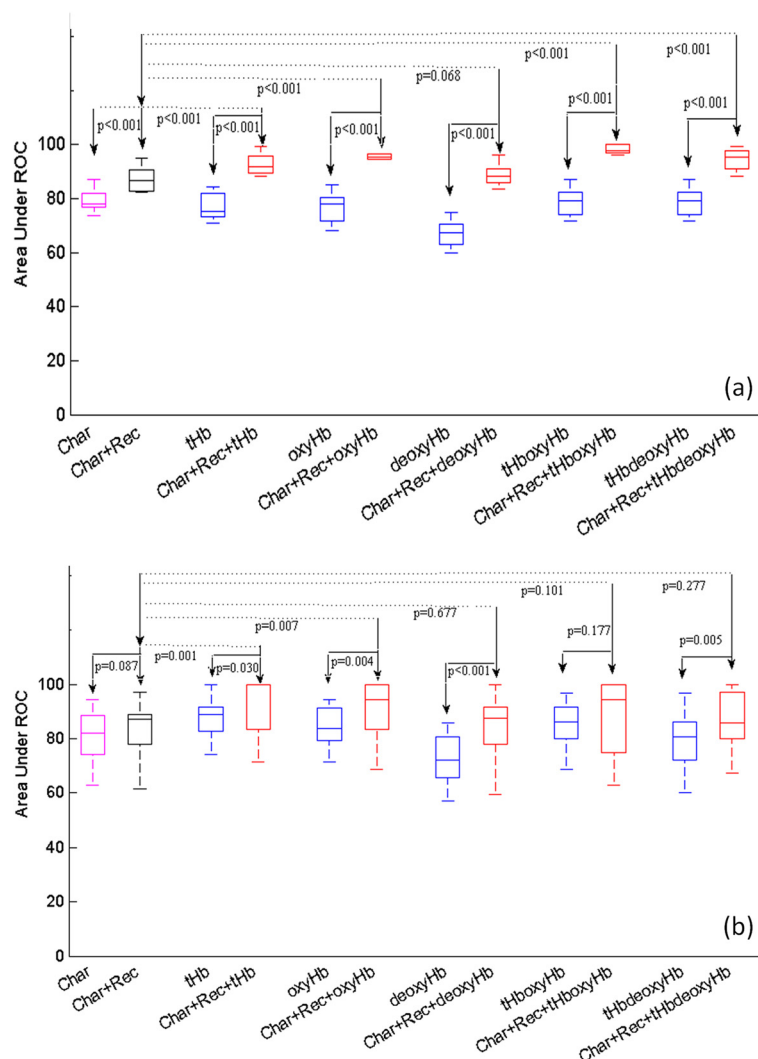 Area Under ROC
100
80
60
40
20
0
p<0.001
p<0.001
p<0.001
p=0.068
p<0.001
p<0.001
p<0.001
p<0.001
p<0.001
p<0.001
p<0.001
(a)
Char
Char+Rec
tHb
Char+Rec+tHb
oxyHb
Char+Rec+oxyHb
deoxyHb
Char+Rec+deoxyHb
tHboxyHb
Char+Rec+tHboxyHb
tHbdeoxyHb
Char+Rec+tHbdeoxyHb
Area Under ROC
100
80
60
40
20
0
p=0.277
p=0.101
p=0.677
p=0.007
p=0.177
p=0.087
p=0.001
p=0.030
p=0.004
p<0.001
p=0.005
(b)
Char
Char+Rec
tHb
Char+Rec+tHb
oxyHb
Char+Rec+oxyHb
deoxyHb
Char+Rec+deoxyHb
tHboxyHb
Char+Rec+tHboxyHb
tHbdeoxyHb
Char+Rec+tHbdeoxyHb